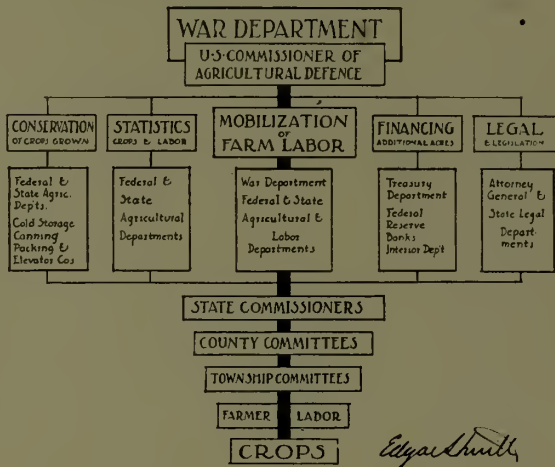 WAR DEPARTMENT
U·S·COMMISSIONER OF
AGRICULTURAL DEFENCE
CONSERVATION
OF CROPS GROWN
Federal &
State Agric.
Dep'ts.
Cold Storage
Canning
Packing &
Elevator Cos
STATISTICS
CROPS & LABOR
Federal &
State
Agricultural
Departments
MOBILIZATION
OF
FARM LABOR
War Department
Federal & State
Agricultural &
Labor
Departments
FINANCING
ADDITIONAL ACRES
Treasury
Department
Federal
Reserve
Banks
Interior Dep't
LEGAL
& LEGISLATION
Attorney
General &
State Legal
Depart-
ments
STATE COMMISSIONERS
COUNTY COMMITTEES
TOWNSHIP COMMITTEES
FARMER LABOR
CROPS